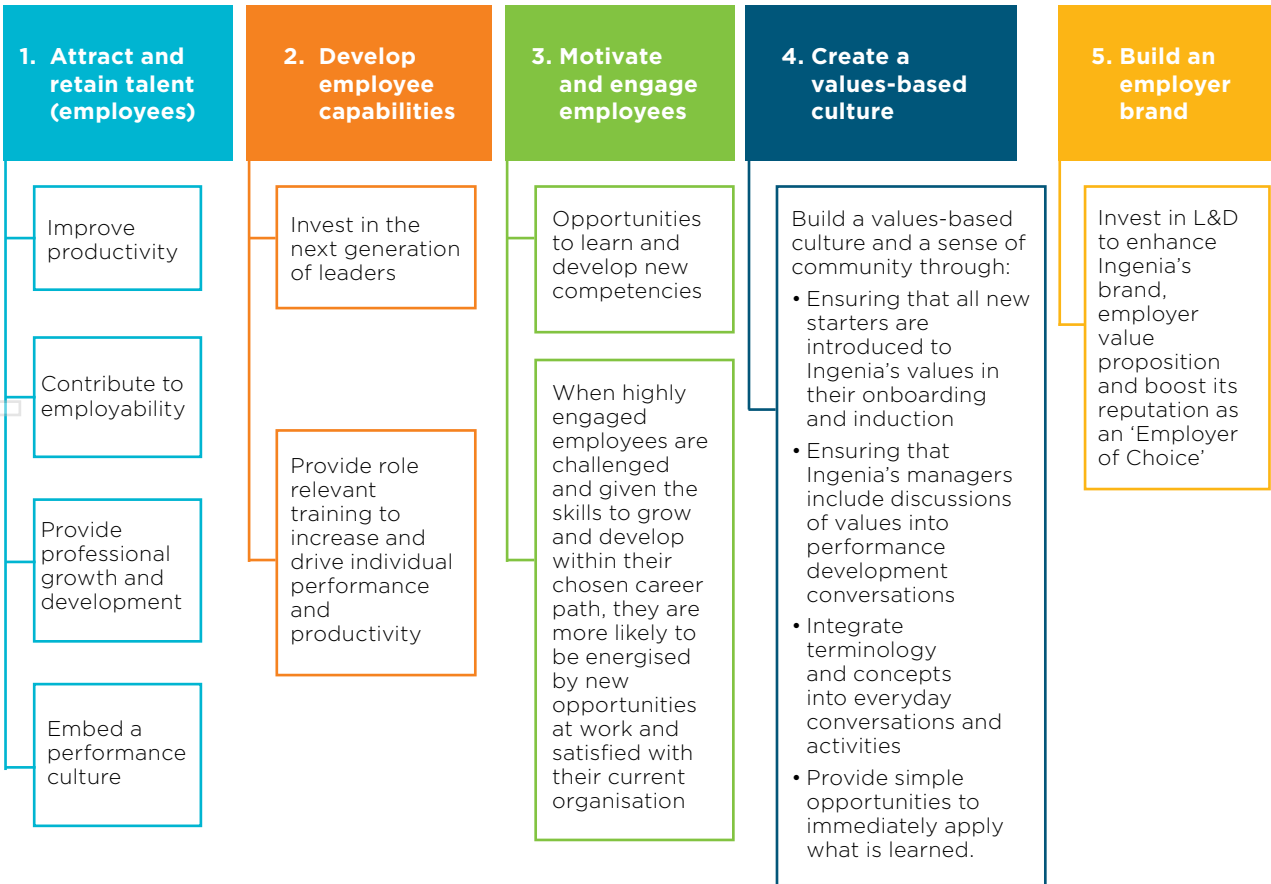 1. Attract and
retain talent
(employees)
Improve
productivity
Contribute to
employability
Provide
professional
growth and
development
Embed a
performance
culture
2. Develop
employee
capabilities
Invest in the
next generation
of leaders
Provide role
relevant
training to
increase and
drive individual
performance
and
productivity
3. Motivate
and engage
employees
Opportunities
to learn and
develop new
competencies
When highly
engaged
employees are
challenged
and given the
skills to grow
and develop
within their
chosen career
path, they are
more likely to
be energised
by new
opportunities
at work and
satisfied with
their current
organisation
4. Create a
values-based
culture
Build a values-based
culture and a sense of
community through:
• Ensuring that all new
starters are
introduced to
Ingenia’s values in
their onboarding
and induction
• Ensuring that
Ingenia’s managers
include discussions
of values into
performance
development
conversations
• Integrate
terminology
and concepts
into everyday
conversations and
activities
• Provide simple
opportunities to
immediately apply
what is learned.
5. Build an
employer
brand
Invest in L&D
to enhance
Ingenia’s
brand,
employer
value
proposition
and boost its
reputation as
an ‘Employer
of Choice’